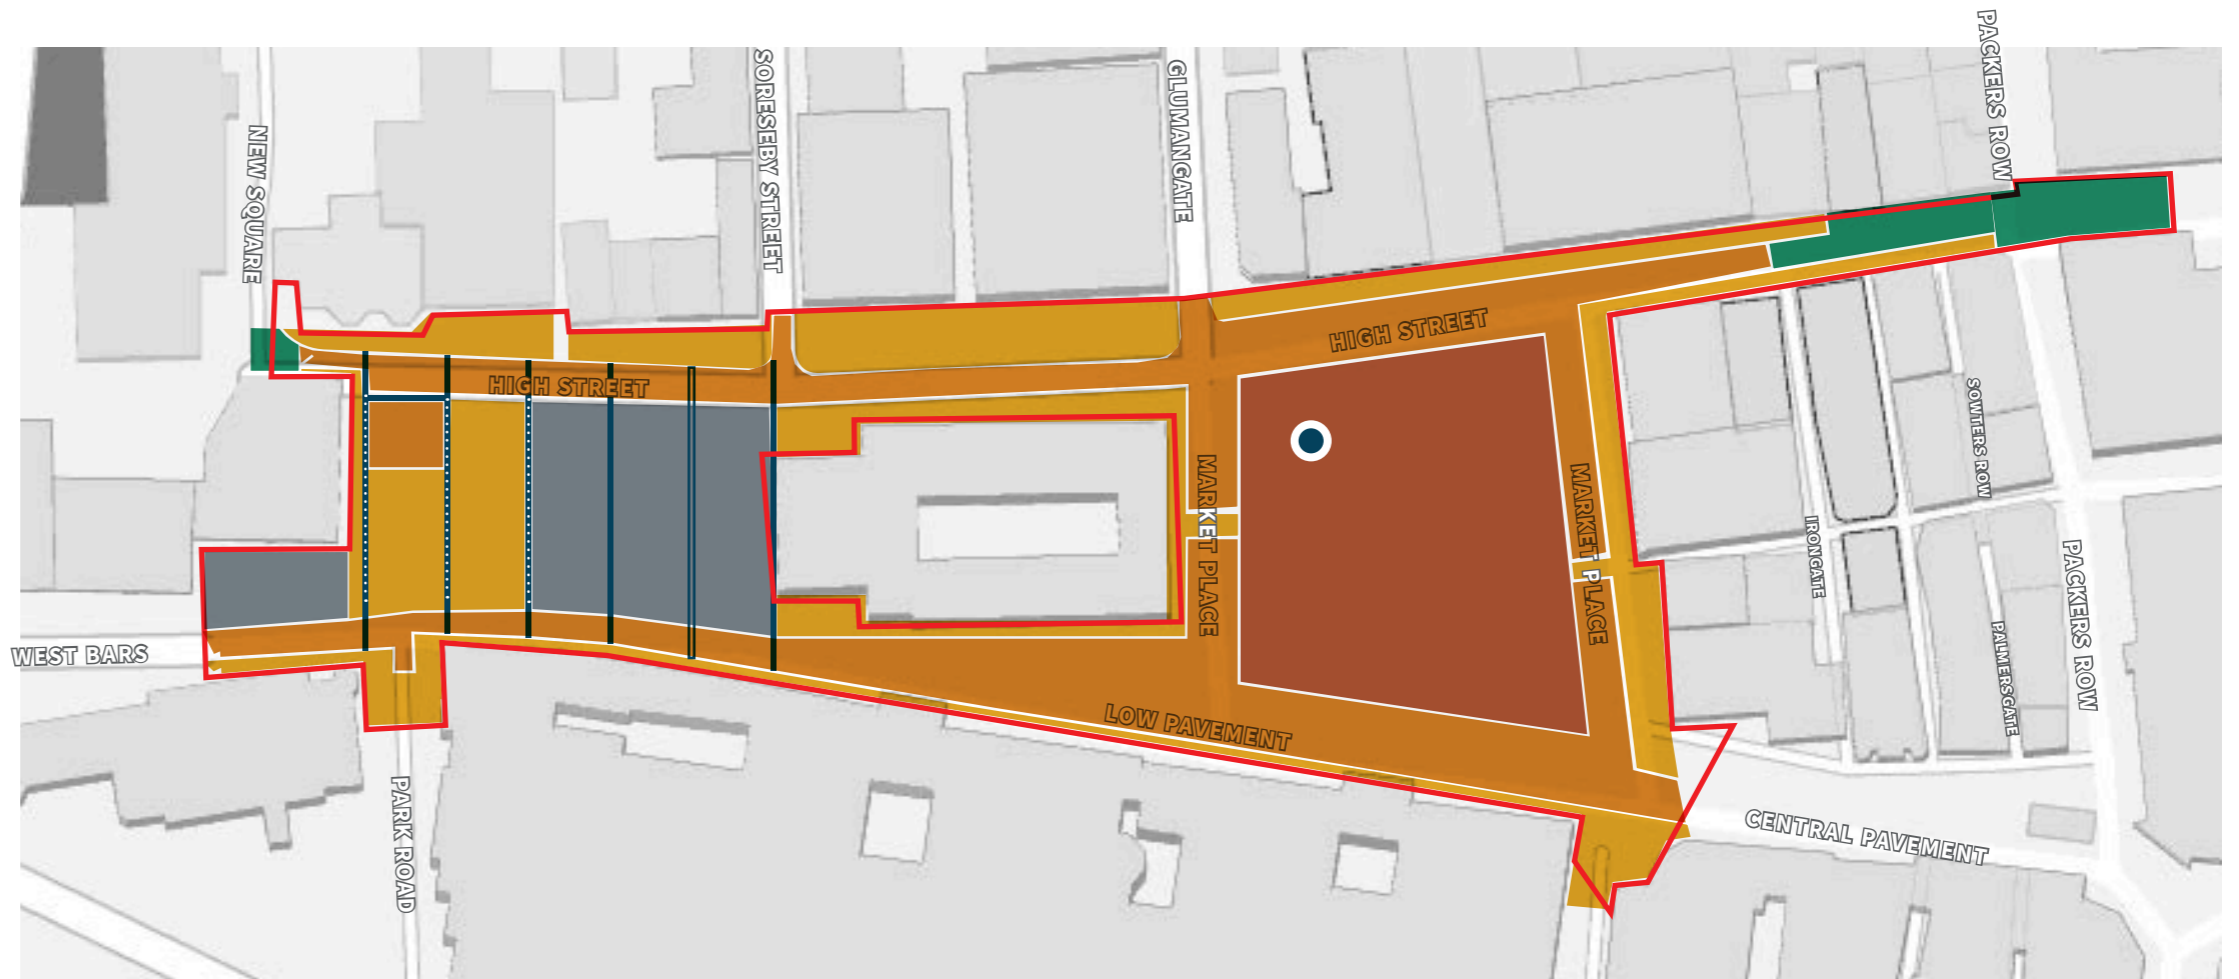 PACKERS ROW
SORESEBY STREET
GLUMANGATE
NEW SQUARE
HIGH STREET
HIGH STREET
SOWTERS ROW
MARKET PLACE
MARKET PLACE
IRONGATE
PACKERS ROW
PALMERSGATE
WEST BARS
LOW PAVEMENT
PARK ROAD
CENTRAL PAVEMENT